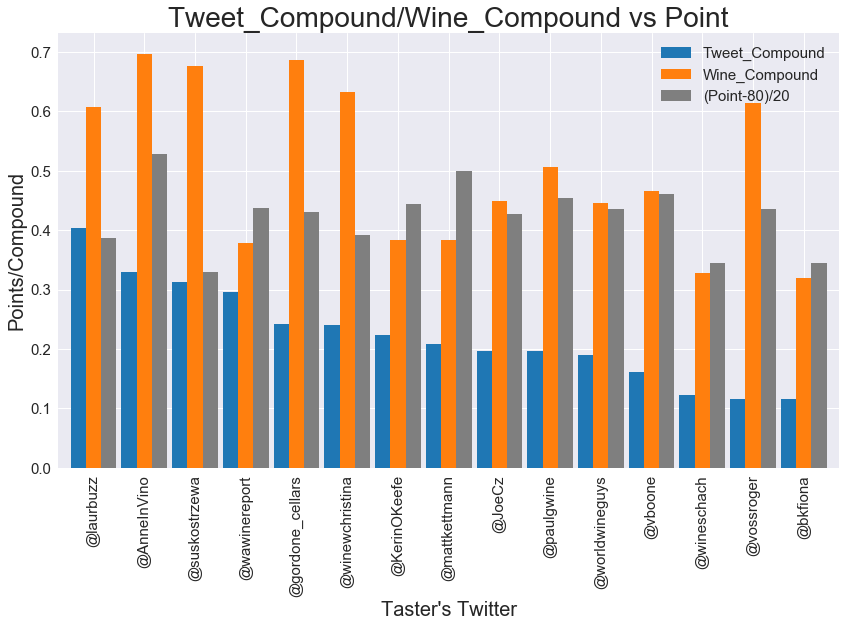 Tweet_Compound/Wine_Compound vs Point
Tweet_Compound
Wine_Compound
(Point-80)/20
Points/Compound
0.7
0.6
0.5
0.4
0.3
0.2
0.1
0.0
@laurbuzz
@AnneInVino
@suskostrzewa
@wawinereport
@gordone_cellars
@winewchristina
@KerinOKeefe
@mattkettmann
@JoeCz
@paulgwine
@worldwineguys
@vboone
@wineschach
@vossroger
@bkfiona
Taster's Twitter